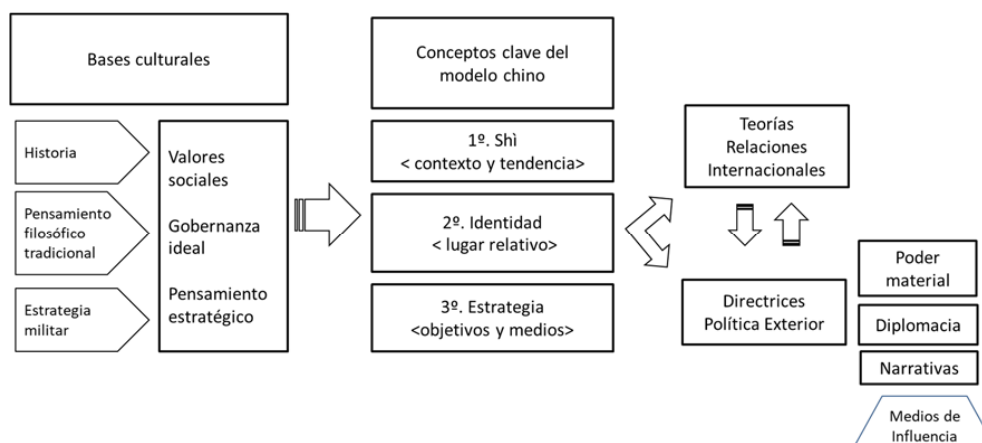 Bases culturales
Historia
Pensamiento
filosófico
tradicional
Estrategia
militar
Valores
sociales
Gobernanza
ideal
Pensamiento
estratégico
Conceptos clave del
modelo chino
1º. Shì
< contexto y tendencia>
2º. Identidad
< lugar relativo>
3º. Estrategia
<objetivos y medios>
Teorías
Relaciones
Internacionales
Directrices
Política Exterior
Poder
material
Diplomacia
Narrativas
Medios de
Influencia